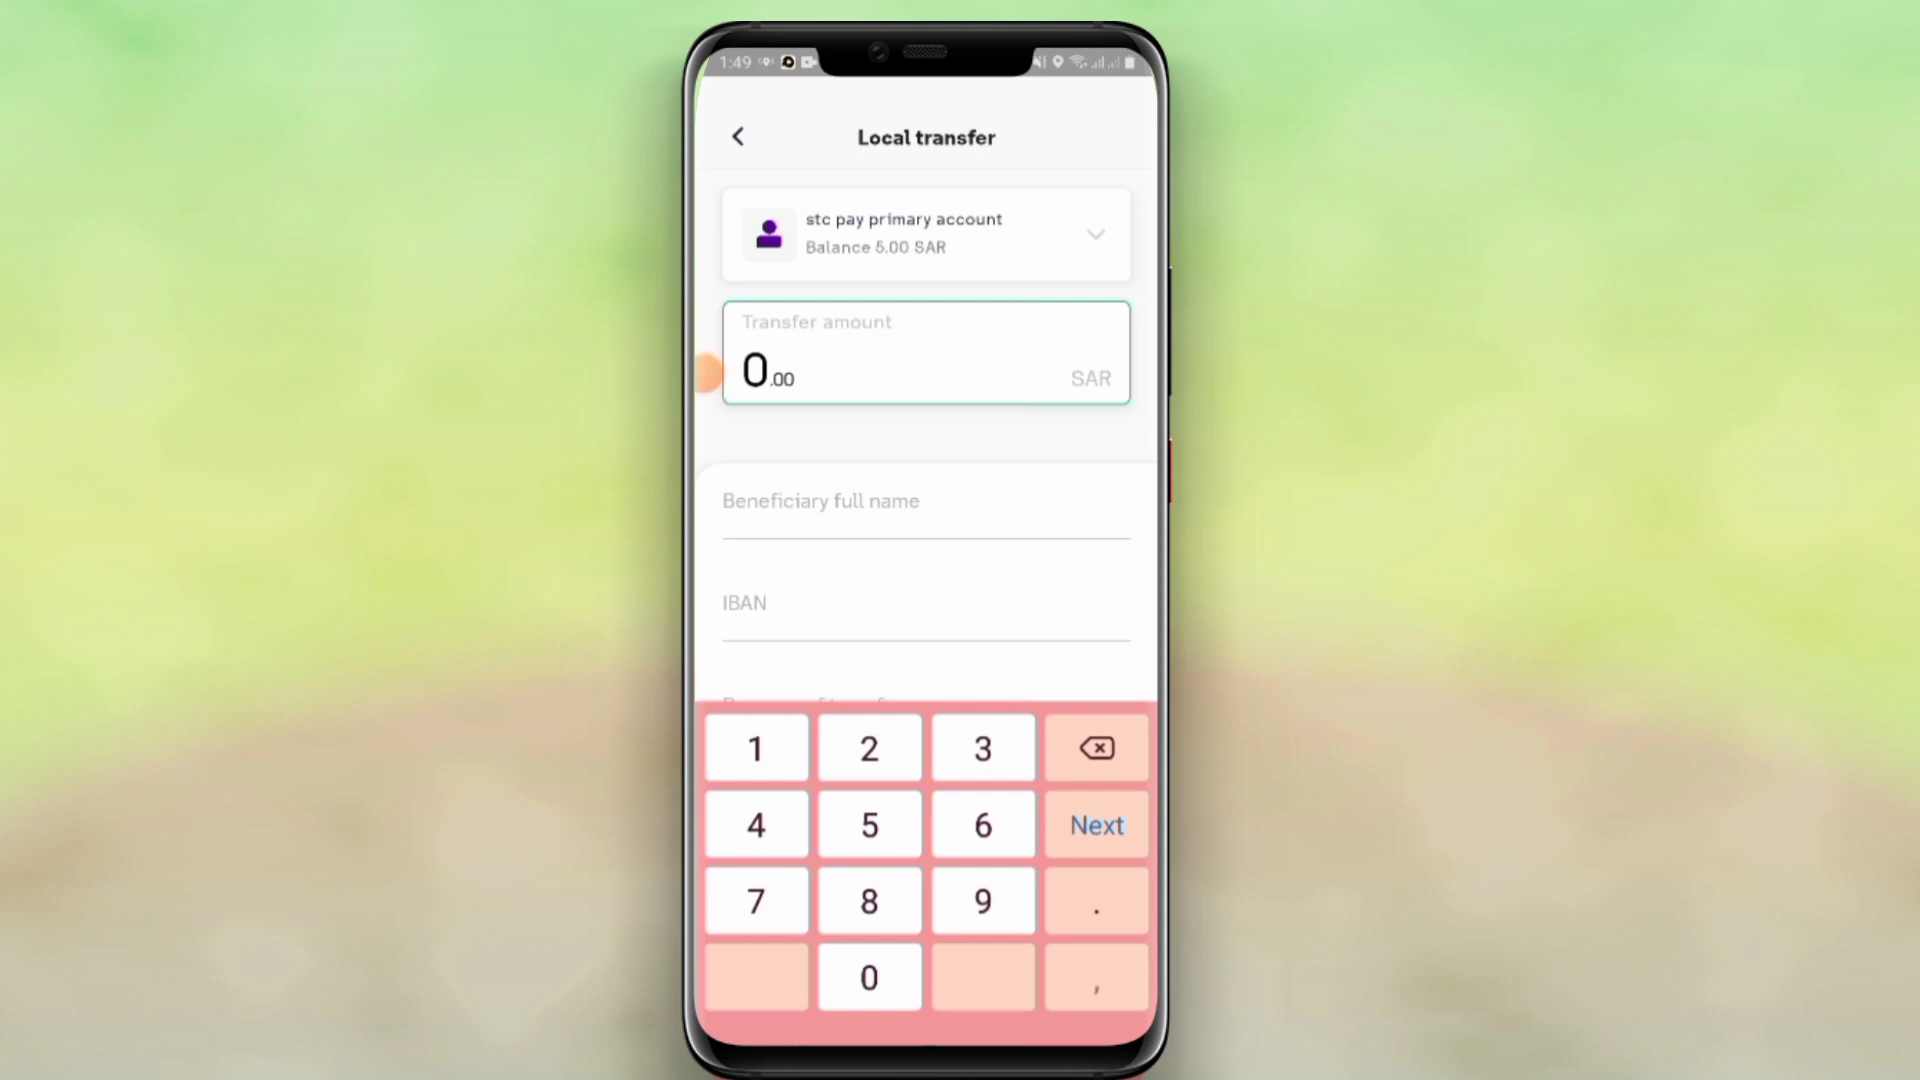 1:49
Local transfer
stc pay primary account
Balance 5.00 SAR
Transfer amount
0.00 SAR
Beneficiary full name
IBAN
1 2 3
4 5 6 Next
7 8 9 .
0 ,